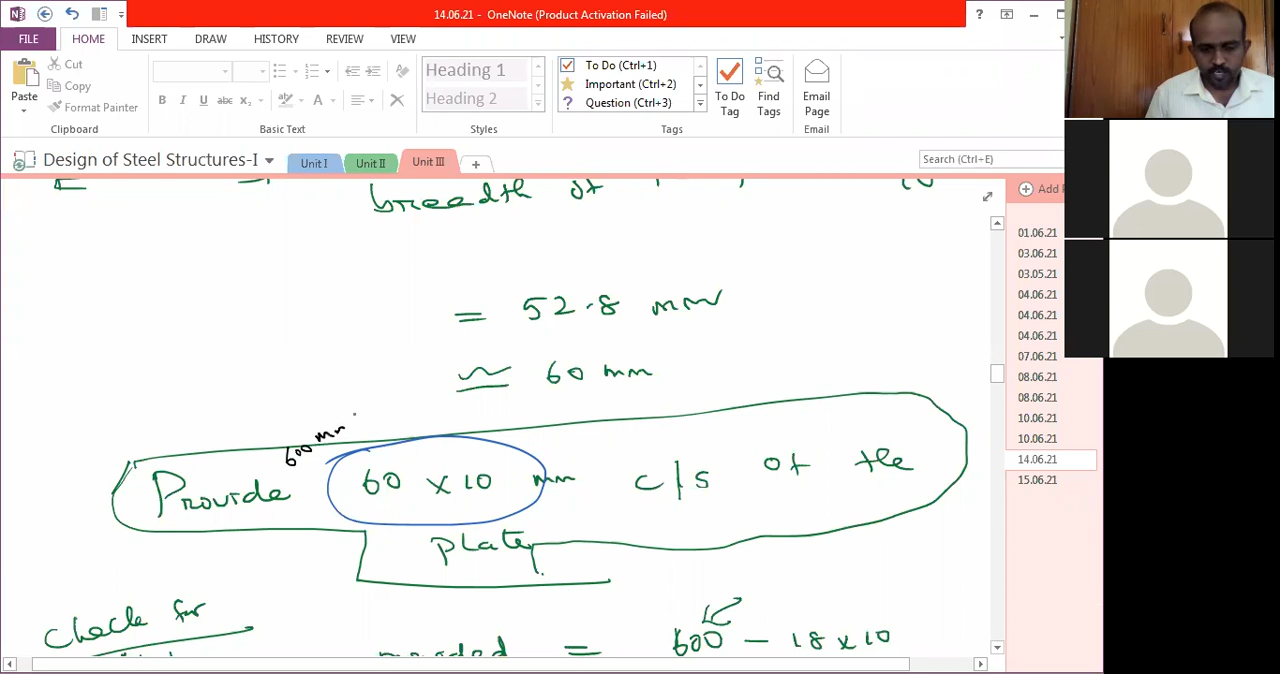 14.06.21 - OneNote (Product Activation Failed)
FILE HOME INSERT DRAW HISTORY REVIEW VIEW
Paste
Cut
Copy
Format Painter
Clipboard
B I U abc X₂ ab A
Basic Text
Heading 1
Heading 2
Styles
To Do (Ctrl+1)
Important (Ctrl+2)
Question (Ctrl+3)
To Do Tag
Find Tags
Tags
Email Page
Email
Design of Steel Structures-I
Unit I Unit II Unit III
Search (Ctrl+E)
Add
01.06.21
03.06.21
03.05.21
04.06.21
04.06.21
04.06.21
07.06.21
08.06.21
08.06.21
10.06.21
10.06.21
14.06.21
15.06.21
breadth of
= 52.8 mm
≃ 60 mm
600 mm
Provide 60 x 10 mm c/s of the
plate
Check for
= 600 - 18 x 10